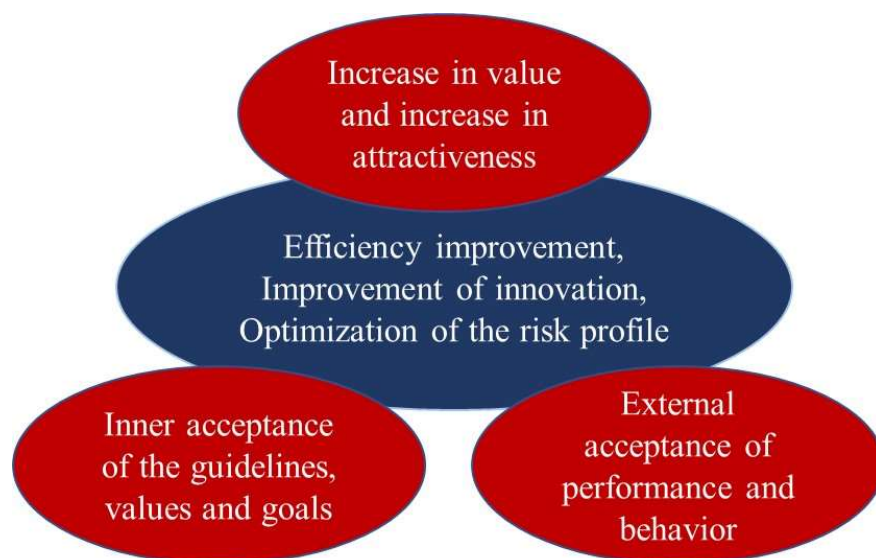 Increase in value
and increase in
attractiveness
Efficiency improvement,
Improvement of innovation,
Optimization of the risk profile
Inner acceptance
of the guidelines,
values and goals
External
acceptance of
performance and
behavior